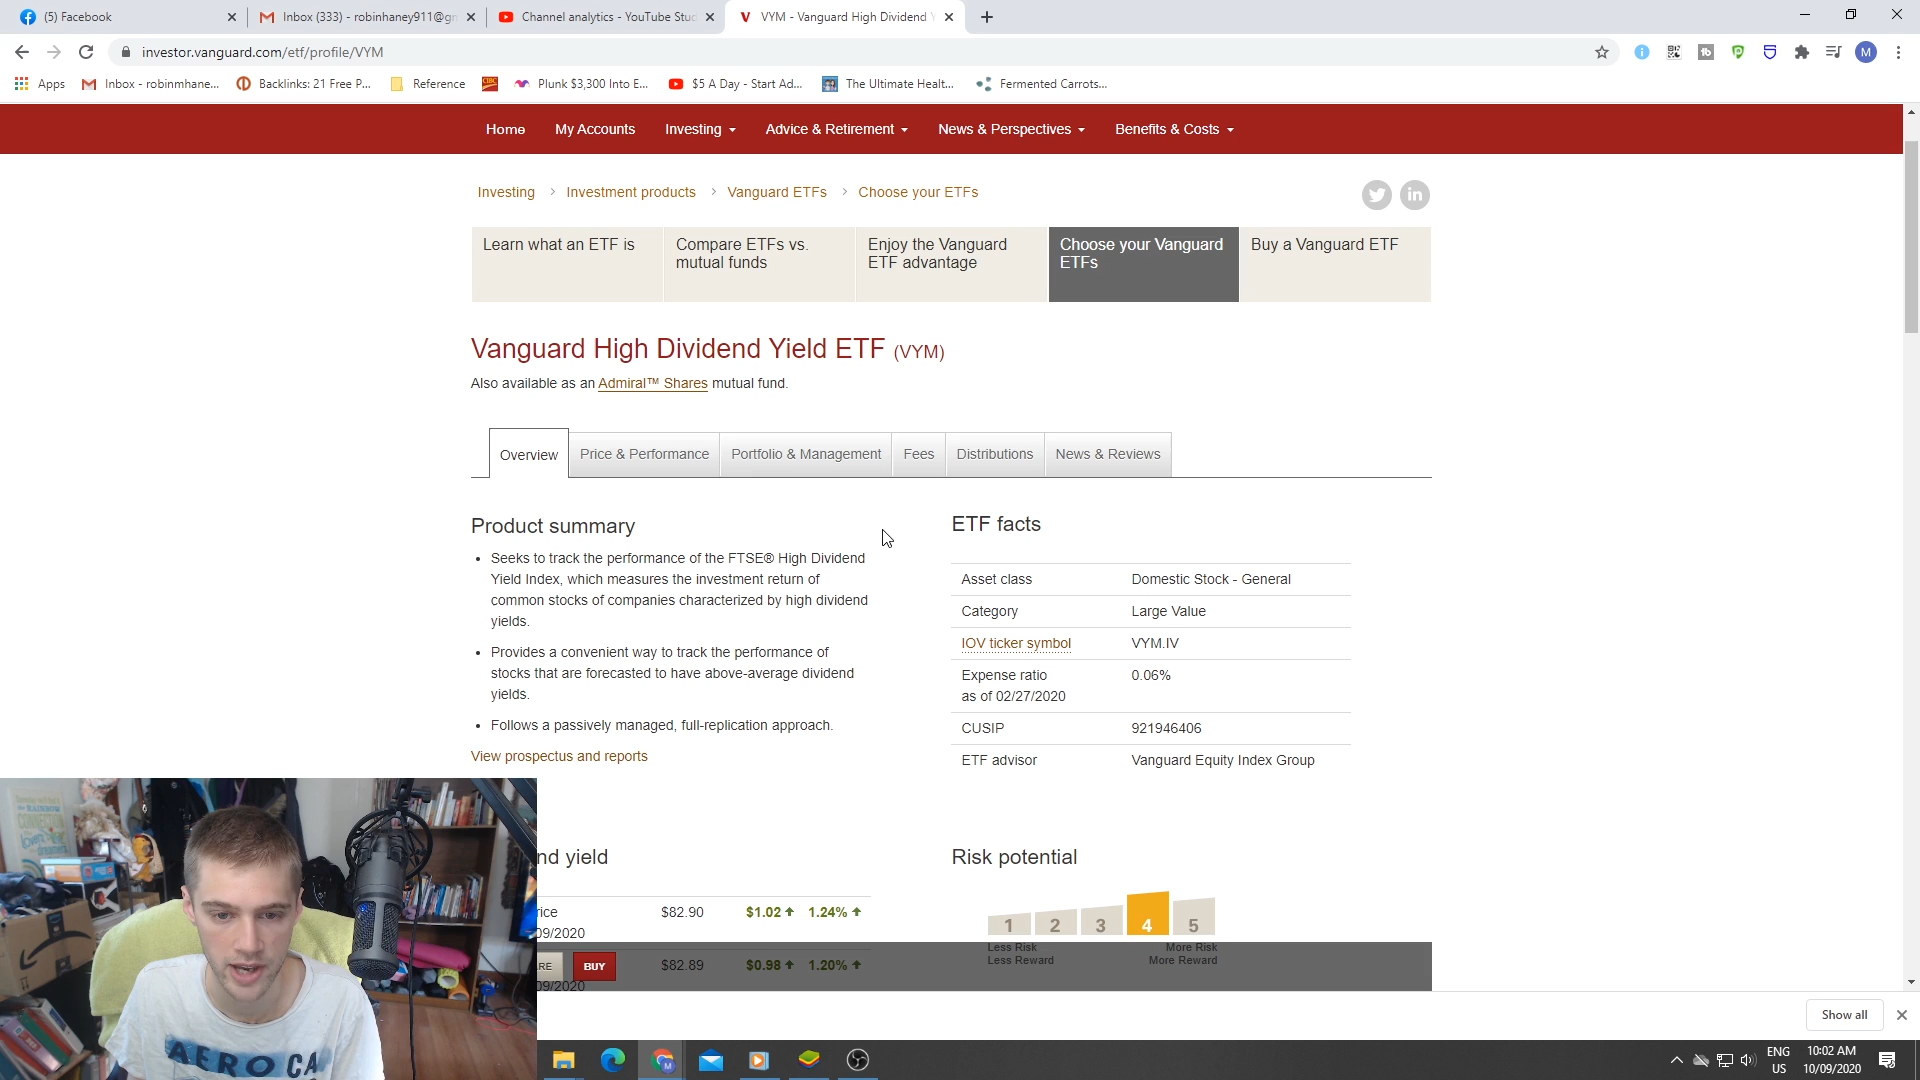 (5) Facebook
Inbox (333) - robinhaney911@gm
Channel analytics - YouTube Stud
VYM - Vanguard High Dividend Y
investor.vanguard.com/etf/profile/VYM
M
Apps
Inbox - robinmhane...
Backlinks: 21 Free P...
Reference
CIBC
Plunk $3,300 Into E...
$5 A Day - Start Ad...
The Ultimate Healt...
Fermented Carrots...
Home
My Accounts
Investing
Advice & Retirement
News & Perspectives
Benefits & Costs
Investing > Investment products > Vanguard ETFs > Choose your ETFs
in
Learn what an ETF is
Compare ETFs vs.
mutual funds
Enjoy the Vanguard
ETF advantage
Choose your Vanguard
ETFs
Buy a Vanguard ETF
Vanguard High Dividend Yield ETF (VYM)
Also available as an Admiral™ Shares mutual fund.
Overview
Price & Performance
Portfolio & Management
Fees
Distributions
News & Reviews
Product summary
• Seeks to track the performance of the FTSE® High Dividend
Yield Index, which measures the investment return of
common stocks of companies characterized by high dividend
yields.
• Provides a convenient way to track the performance of
stocks that are forecasted to have above-average dividend
yields.
• Follows a passively managed, full-replication approach.
View prospectus and reports
ETF facts
Asset class Domestic Stock - General
Category Large Value
IOV ticker symbol VYM.IV
Expense ratio 0.06%
as of 02/27/2020
CUSIP 921946406
ETF advisor Vanguard Equity Index Group
nd yield
rice $82.90 $1.02 1.24%
09/2020
RE BUY $82.89 $0.98 1.20%
09/2020
Risk potential
1 2 3 4 5
Less Risk More Risk
Less Reward More Reward
AERO CA
Show all
ENG
US
10:02 AM
10/09/2020